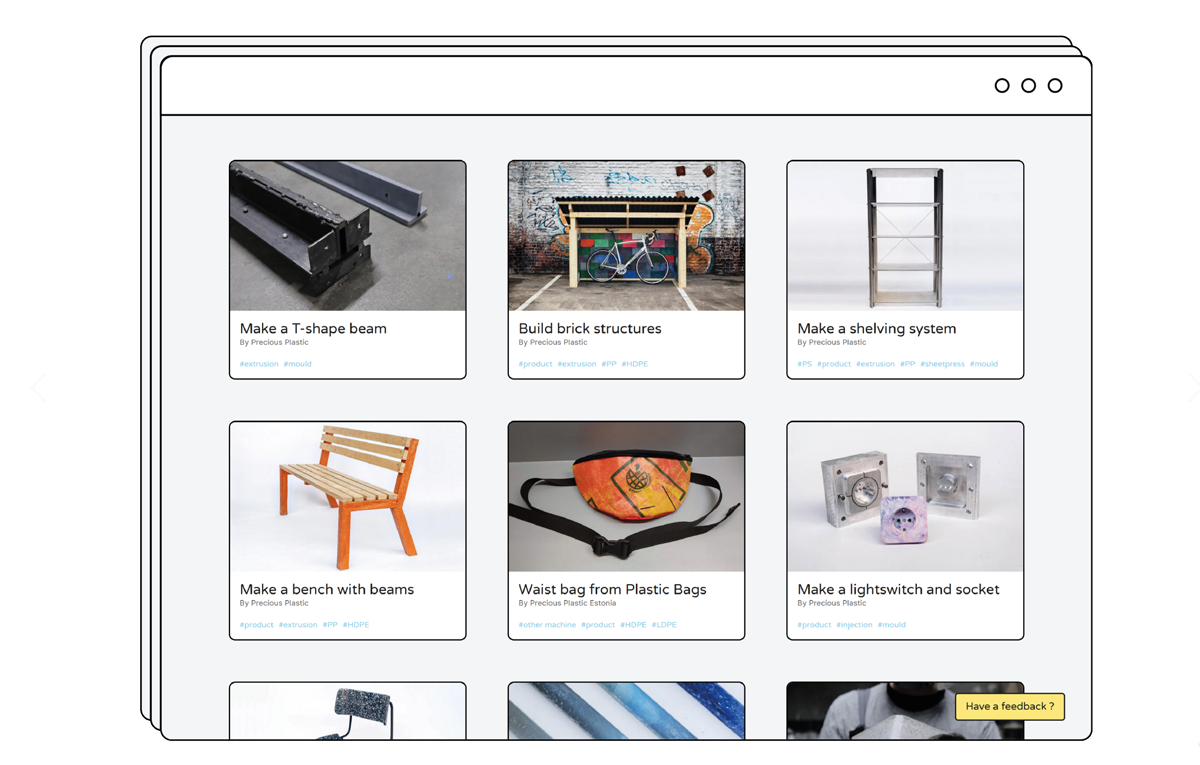 Make a T-shape beam
By Precious Plastic
#extrusion #mould
Build brick structures
By Precious Plastic
#product #extrusion #PP #HDPE
Make a shelving system
By Precious Plastic
#PS #product #extrusion #PP #sheetpress #mould
Make a bench with beams
By Precious Plastic
#product #extrusion #PP #HDPE
Waist bag from Plastic Bags
By Precious Plastic Estonia
#other machine #product #HDPE #LDPE
Make a lightswitch and socket
By Precious Plastic
#product #injection #mould
Have a feedback ?